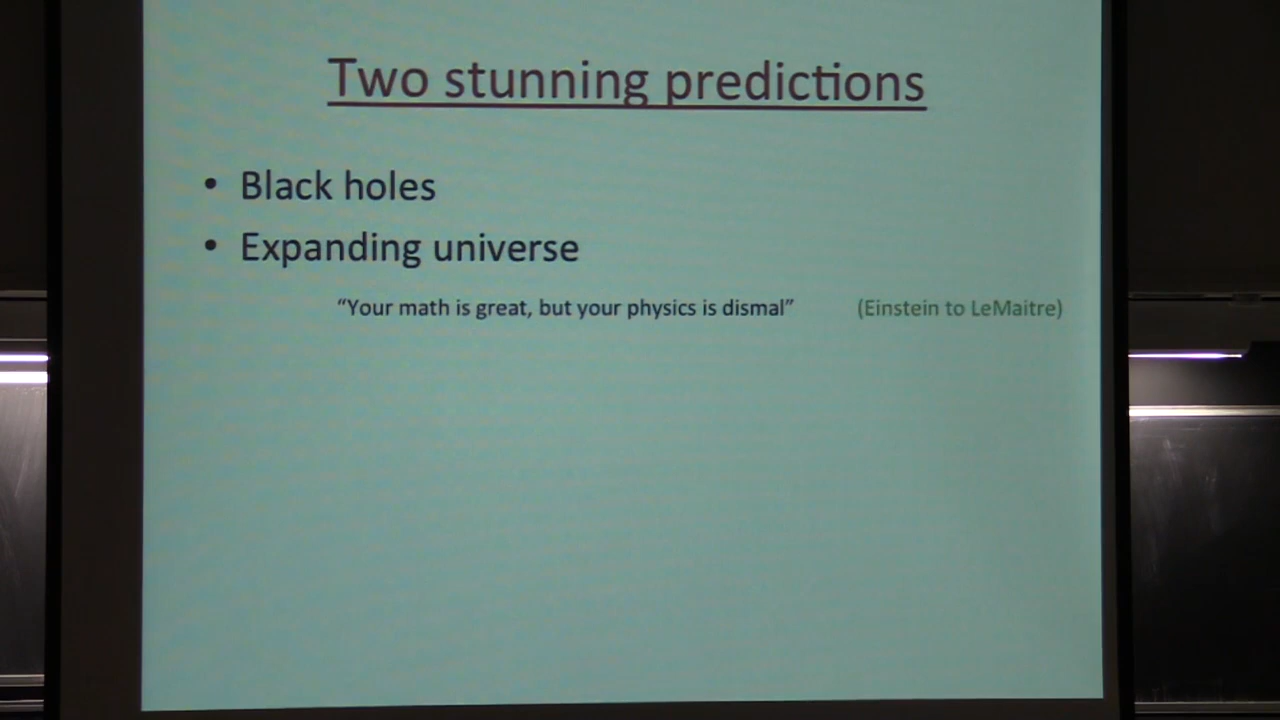 Two stunning predictions
• Black holes
• Expanding universe
“Your math is great, but your physics is dismal” (Einstein to LeMaitre)